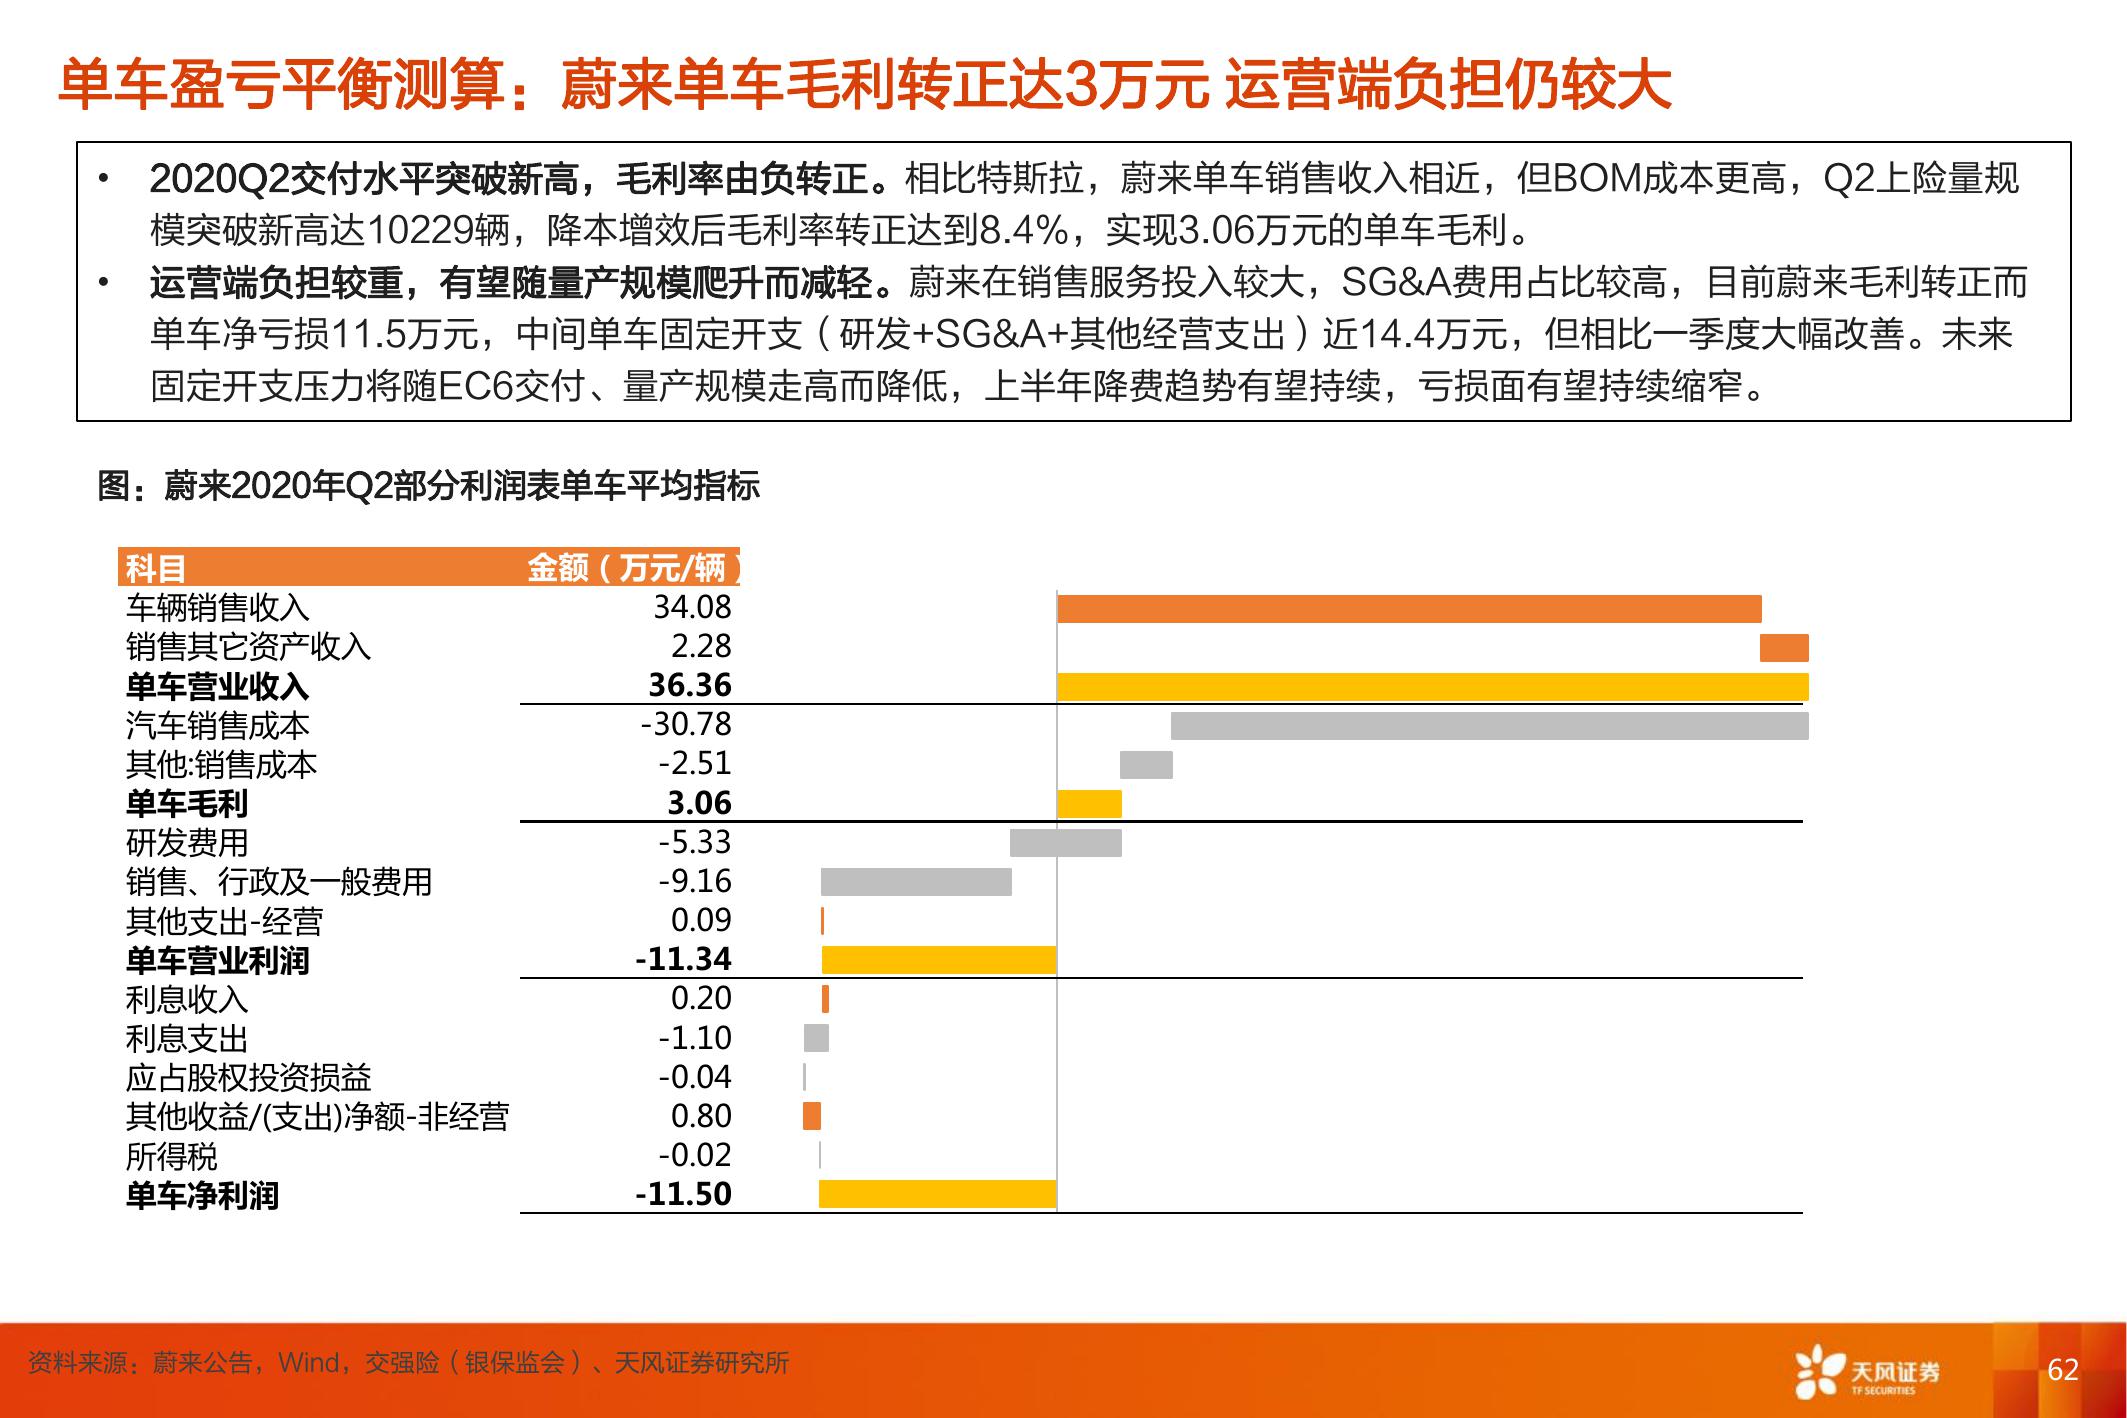 单车盈亏平衡测算：蔚来单车毛利转正达3万元 运营端负担仍较大
• 2020Q2交付水平突破新高，毛利率由负转正。相比特斯拉，蔚来单车销售收入相近，但BOM成本更高，Q2上险量规
模突破新高达10229辆，降本增效后毛利率转正达到8.4%，实现3.06万元的单车毛利。
• 运营端负担较重，有望随量产规模爬升而减轻。蔚来在销售服务投入较大，SG&A费用占比较高，目前蔚来毛利转正而
单车净亏损11.5万元，中间单车固定开支（研发+SG&A+其他经营支出）近14.4万元，但相比一季度大幅改善。未来
固定开支压力将随EC6交付、量产规模走高而降低，上半年降费趋势有望持续，亏损面有望持续缩窄。
图：蔚来2020年Q2部分利润表单车平均指标
科目 金额（万元/辆）
车辆销售收入 34.08
销售其它资产收入 2.28
单车营业收入 36.36
汽车销售成本 -30.78
其他:销售成本 -2.51
单车毛利 3.06
研发费用 -5.33
销售、行政及一般费用 -9.16
其他支出-经营 0.09
单车营业利润 -11.34
利息收入 0.20
利息支出 -1.10
应占股权投资损益 -0.04
其他收益/(支出)净额-非经营 0.80
所得税 -0.02
单车净利润 -11.50
资料来源：蔚来公告，Wind，交强险（银保监会）、天风证券研究所
天风证券
TF SECURITIES
62